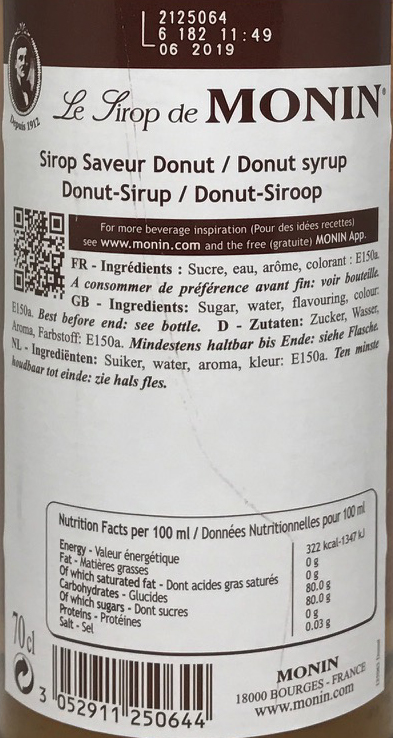 2125064
6 182 11:49
06 2019
Depuis 1912
Le Sirop de MONIN®
Sirop Saveur Donut / Donut syrup
Donut-Sirup / Donut-Siroop
For more beverage inspiration (Pour des idées recettes)
see www.monin.com and the free (gratuite) MONIN App.
FR - Ingrédients : Sucre, eau, arôme, colorant : E150a.
A consommer de préférence avant fin: voir bouteille.
GB - Ingredients: Sugar, water, flavouring, colour:
E150a. Best before end: see bottle. D - Zutaten: Zucker, Wasser,
Aroma, Farbstoff: E150a. Mindestens haltbar bis Ende: siehe Flasche.
NL - Ingrediënten: Suiker, water, aroma, kleur: E150a. Ten minste
houdbaar tot einde: zie hals fles.
Nutrition Facts per 100 ml / Données Nutritionnelles pour 100 ml
Energy - Valeur énergétique 322 kcal-1347 kJ
Fat - Matières grasses 0 g
Of which saturated fat - Dont acides gras saturés 0 g
Carbohydrates - Glucides 80.0 g
Of which sugars - Dont sucres 80.0 g
Proteins - Protéines 0 g
Salt - Sel 0.03 g
70cl
3 052911 250644
MONIN
18000 BOURGES - FRANCE
www.monin.com